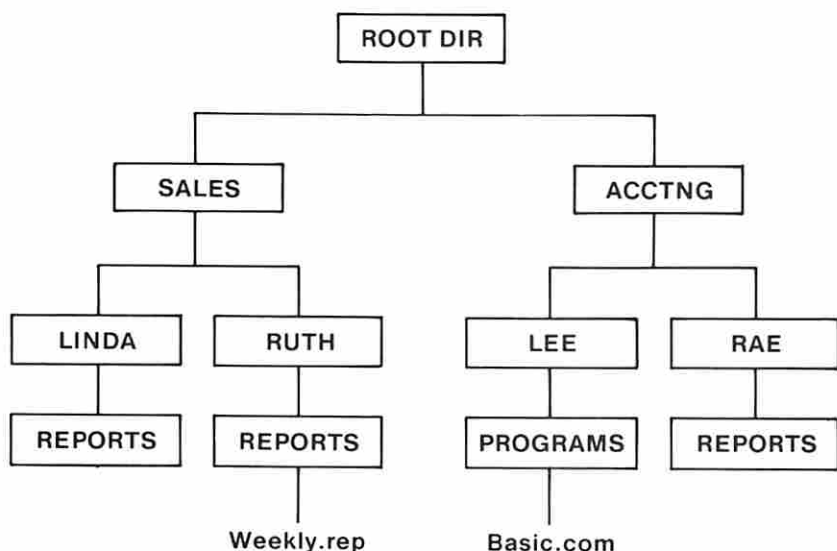 ROOT DIR
SALES
ACCTNG
LINDA
RUTH
LEE
RAE
REPORTS
REPORTS
PROGRAMS
REPORTS
Weekly.rep
Basic.com